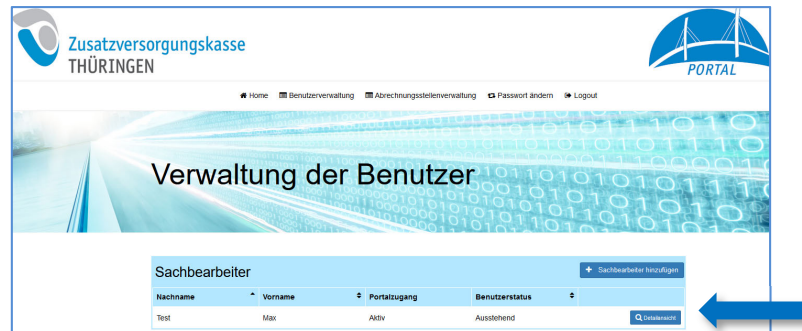 Zusatzversorgungskasse
THÜRINGEN
PORTAL
Home Benutzerverwaltung Abrechnungsstellenverwaltung Passwort ändern Logout
Verwaltung der Benutzer
Sachbearbeiter
+ Sachbearbeiter hinzufügen
Nachname Vorname Portalzugang Benutzerstatus
Test Max Aktiv Ausstehend Detailansicht